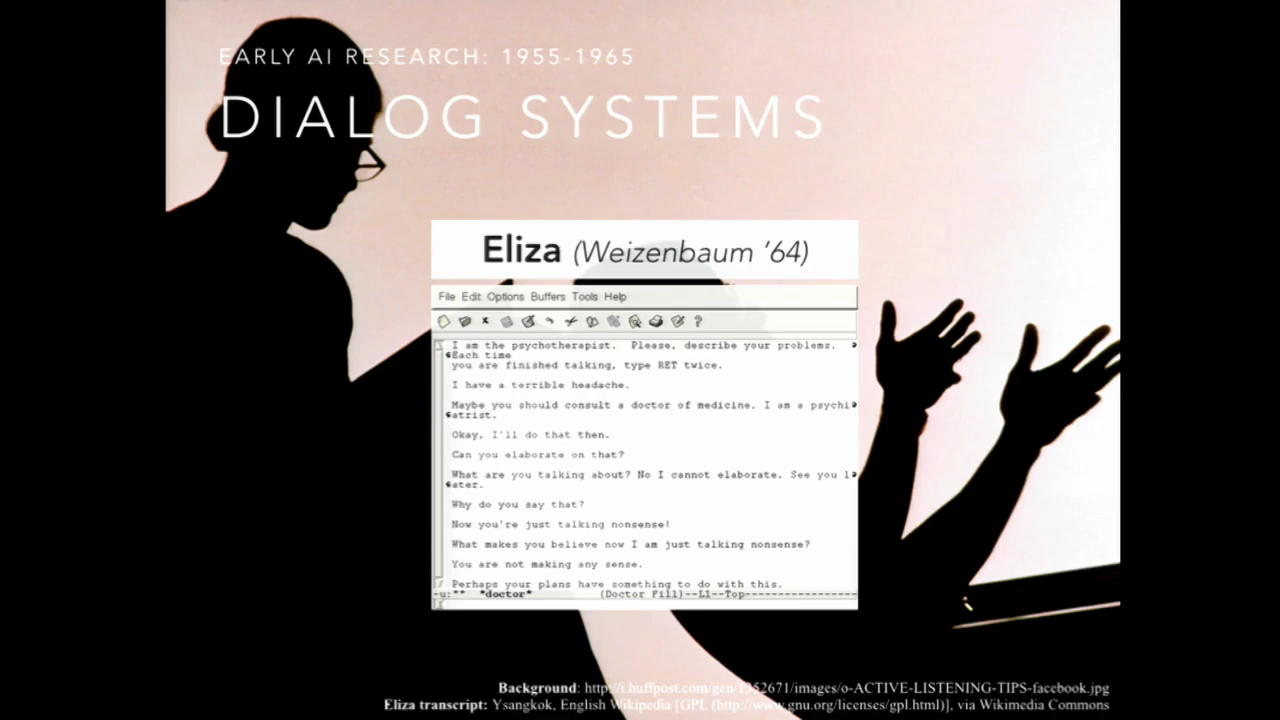 EARLY AI RESEARCH: 1955-1965
DIALOG SYSTEMS
Eliza (Weizenbaum '64)
File Edit Options Buffers Tools Help
I am the psychotherapist.  Please, describe your problems.
Each time
you are finished talking, type RET twice.
I have a terrible headache.
Maybe you should consult a doctor of medicine, I am a psychi
atrist.
Okay, I'll do that then.
Can you elaborate on that?
What are you talking about? No I cannot elaborate. See you l
ater.
Why do you say that?
Now you're just talking nonsense!
What makes you believe now I am just talking nonsense?
You are not making any sense.
Perhaps your plans have something to do with this.
-u:**  *doctor*          (Doctor Fill)--L1--Top----------------
Background: http://i.huffpost.com/gen/1352671/images/o-ACTIVE-LISTENING-TIPS-facebook.jpg
Eliza transcript: Ysangkok, English Wikipedia [GPL (http://www.gnu.org/licenses/gpl.html)], via Wikimedia Commons